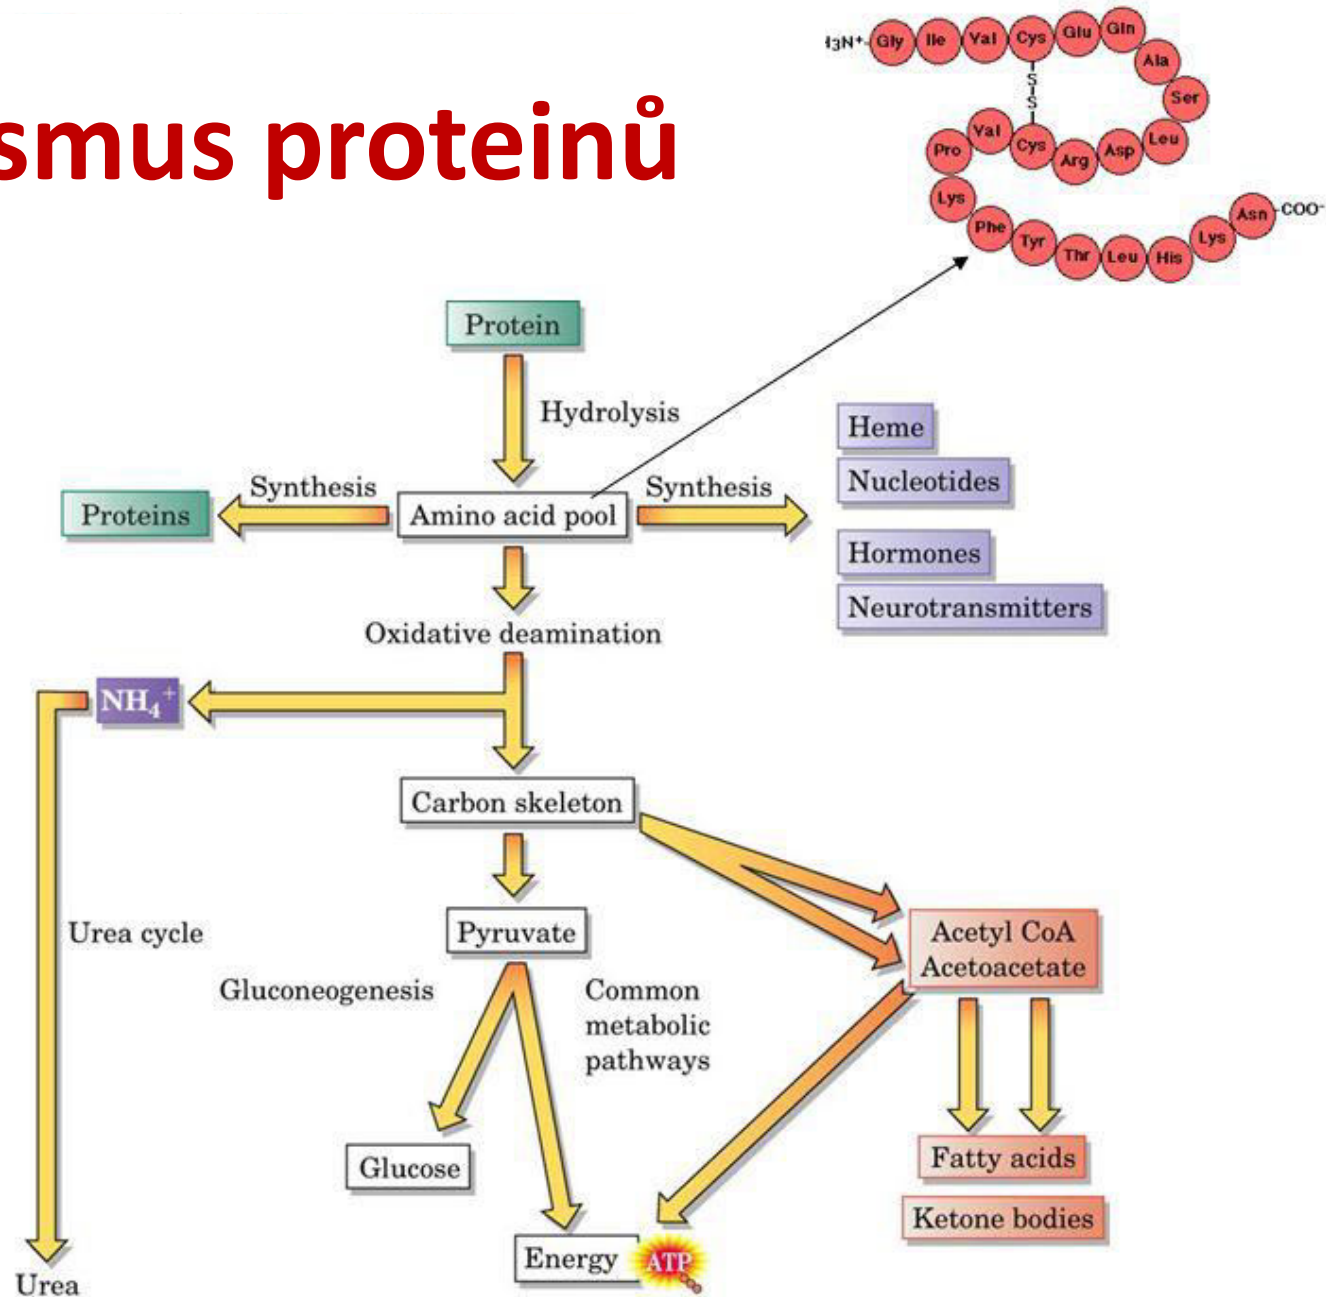 smus proteinů
H3N+ Gly Ile Val Cys Glu Gln
Ala
Ser
Leu
Asp
Arg
Cys
Val
Pro
Lys
Phe
Tyr
Thr
Leu
His
Lys
Asn -COO-
S
S
Protein
Hydrolysis
Synthesis
Synthesis
Proteins
Amino acid pool
Heme
Nucleotides
Hormones
Neurotransmitters
Oxidative deamination
NH4+
Carbon skeleton
Urea cycle
Pyruvate
Acetyl CoA
Acetoacetate
Gluconeogenesis
Common
metabolic
pathways
Glucose
Fatty acids
Ketone bodies
Energy ATP
Urea